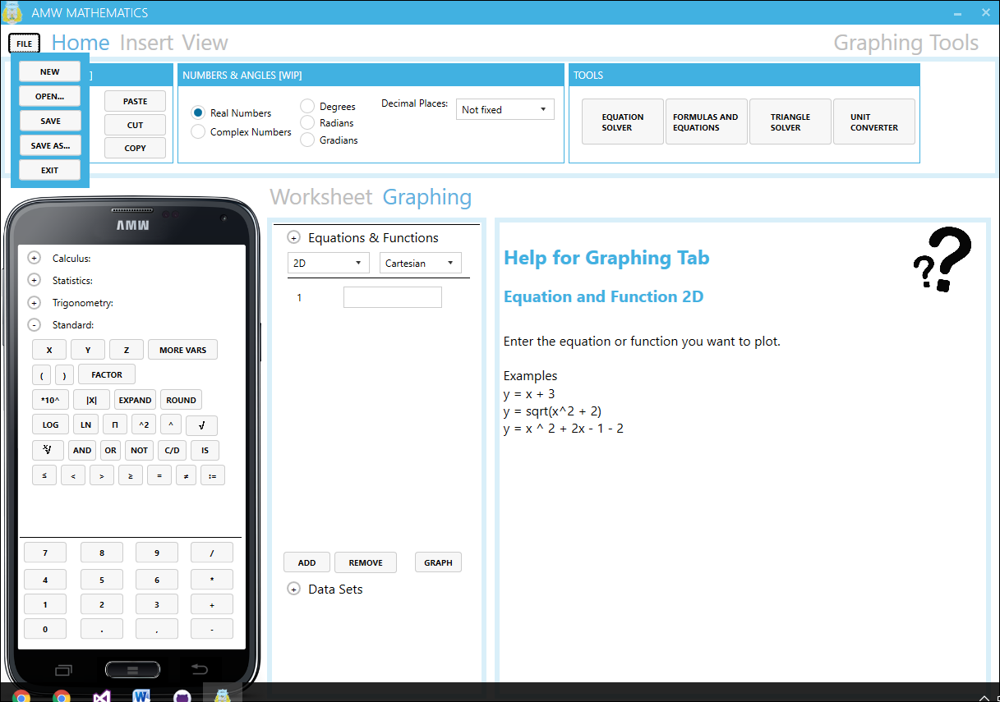 AMW MATHEMATICS
FILE Home Insert View Graphing Tools
NEW
OPEN...
SAVE
SAVE AS...
EXIT
]
PASTE
CUT
COPY
NUMBERS & ANGLES [WIP]
Real Numbers
Complex Numbers
Degrees
Radians
Gradians
Decimal Places: Not fixed
TOOLS
EQUATION
SOLVER
FORMULAS AND
EQUATIONS
TRIANGLE
SOLVER
UNIT
CONVERTER
AMW
+ Calculus:
+ Statistics:
+ Trigonometry:
- Standard:
X Y Z MORE VARS
( ) FACTOR
*10^ |X| EXPAND ROUND
LOG LN Π ^2 ^ √
ˣ√ AND OR NOT C/D IS
≤ < > ≥ = ≠ :=
7 8 9 /
4 5 6 *
1 2 3 +
0 . , -
Worksheet Graphing
+ Equations & Functions
2D Cartesian
1
ADD REMOVE GRAPH
+ Data Sets
Help for Graphing Tab
??
Equation and Function 2D
Enter the equation or function you want to plot.
Examples
y = x + 3
y = sqrt(x^2 + 2)
y = x ^ 2 + 2x - 1 - 2